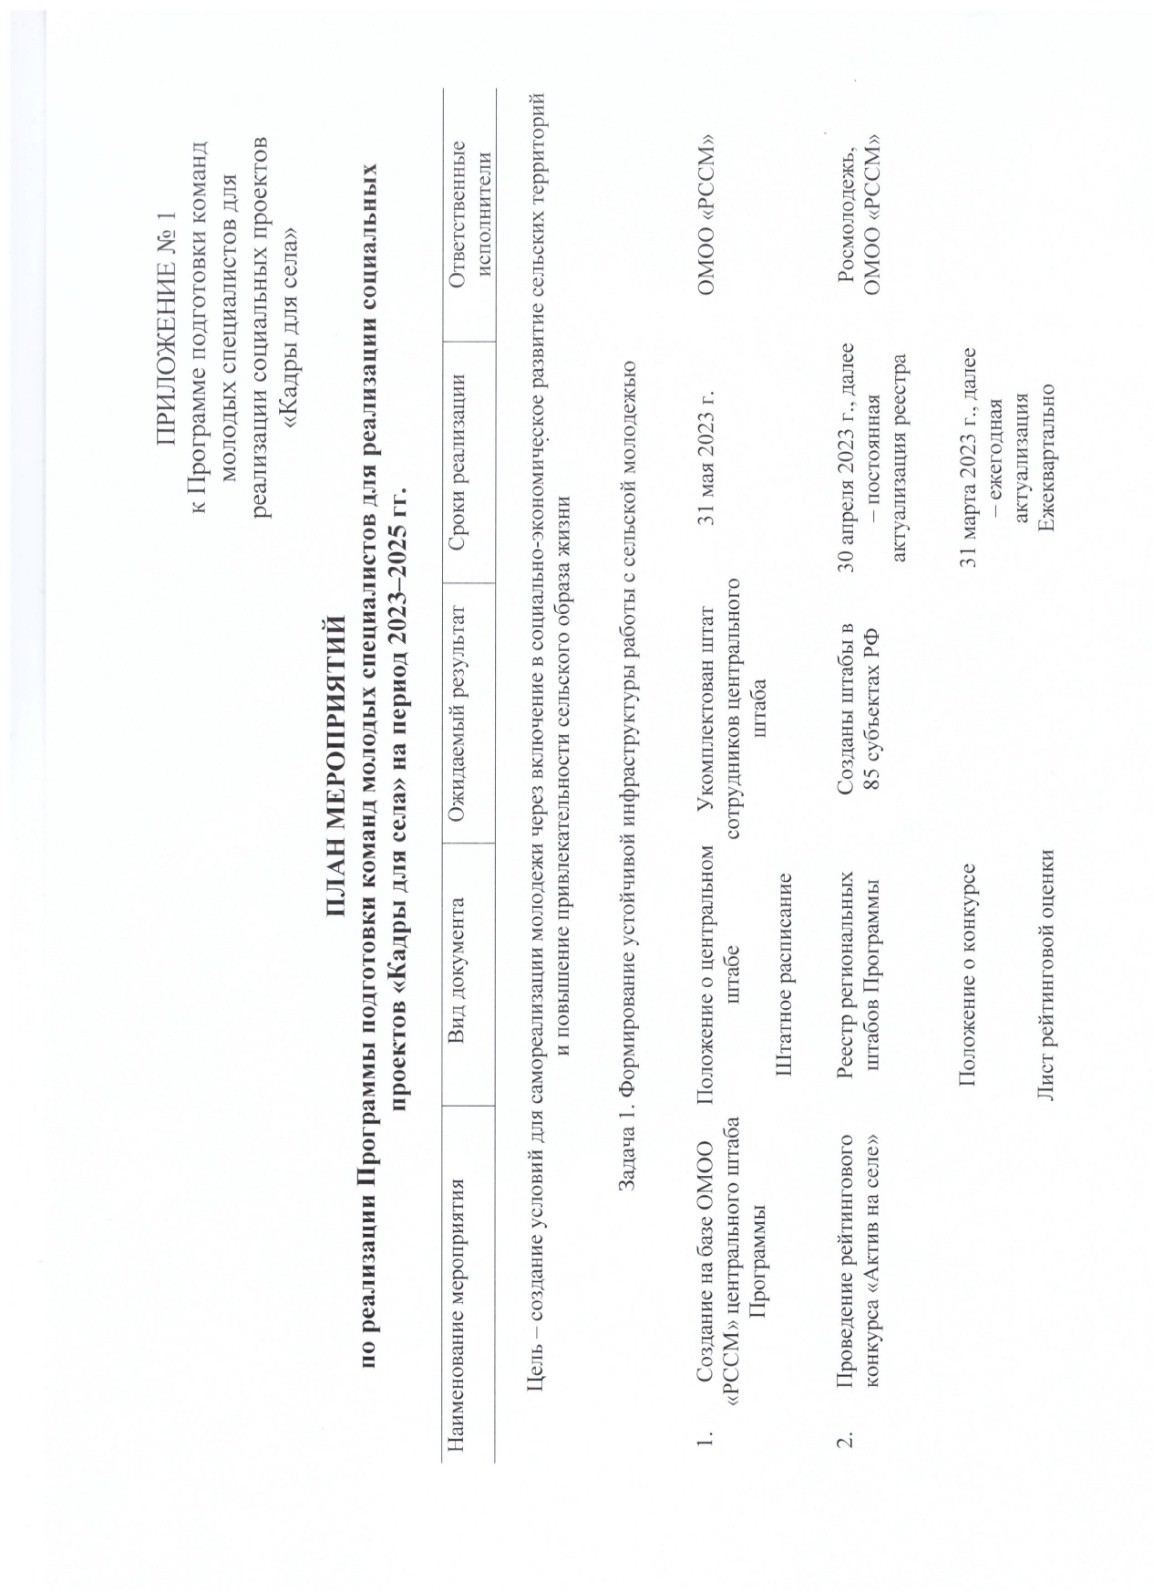 ПРИЛОЖЕНИЕ № 1
к Программе подготовки команд
молодых специалистов для
реализации социальных проектов
«Кадры для села»
ПЛАН МЕРОПРИЯТИЙ
по реализации Программы подготовки команд молодых специалистов для реализации социальных
проектов «Кадры для села» на период 2023–2025 гг.
Наименование мероприятия
Вид документа
Ожидаемый результат
Сроки реализации
Ответственные
исполнители
Цель – создание условий для самореализации молодежи через включение в социально-экономическое развитие сельских территорий
и повышение привлекательности сельского образа жизни
Задача 1. Формирование устойчивой инфраструктуры работы с сельской молодежью
1.
Создание на базе ОМОО
«РССМ» центрального штаба
Программы
Положение о центральном
штабе
Штатное расписание
Укомплектован штат
сотрудников центрального
штаба
31 мая 2023 г.
ОМОО «РССМ»
2.
Проведение рейтингового
конкурса «Актив на селе»
Реестр региональных
штабов Программы
Положение о конкурсе
Лист рейтинговой оценки
Созданы штабы в
85 субъектах РФ
30 апреля 2023 г., далее
– постоянная
актуализация реестра
31 марта 2023 г., далее
– ежегодная
актуализация
Ежеквартально
Росмолодежь,
ОМОО «РССМ»